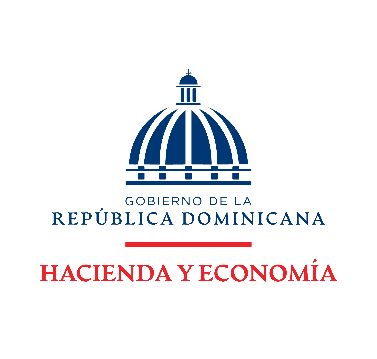 GOBIERNO DE LA
REPÚBLICA DOMINICANA
HACIENDA Y ECONOMÍA